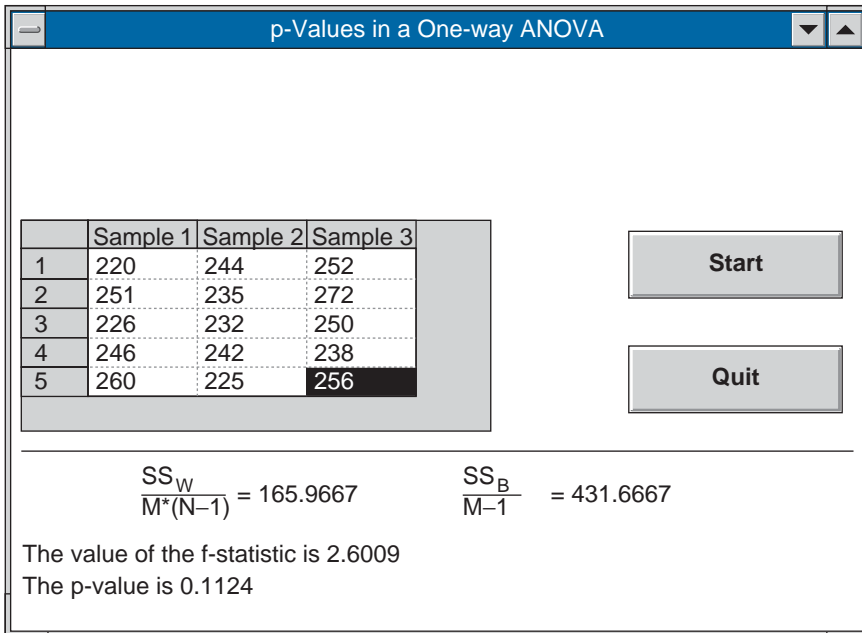 p-Values in a One-way ANOVA
Sample 1 Sample 2 Sample 3
1 220 244 252
2 251 235 272
3 226 232 250
4 246 242 238
5 260 225 256
Start
Quit
SS_W / M*(N−1) = 165.9667
SS_B / M−1 = 431.6667
The value of the f-statistic is 2.6009
The p-value is 0.1124